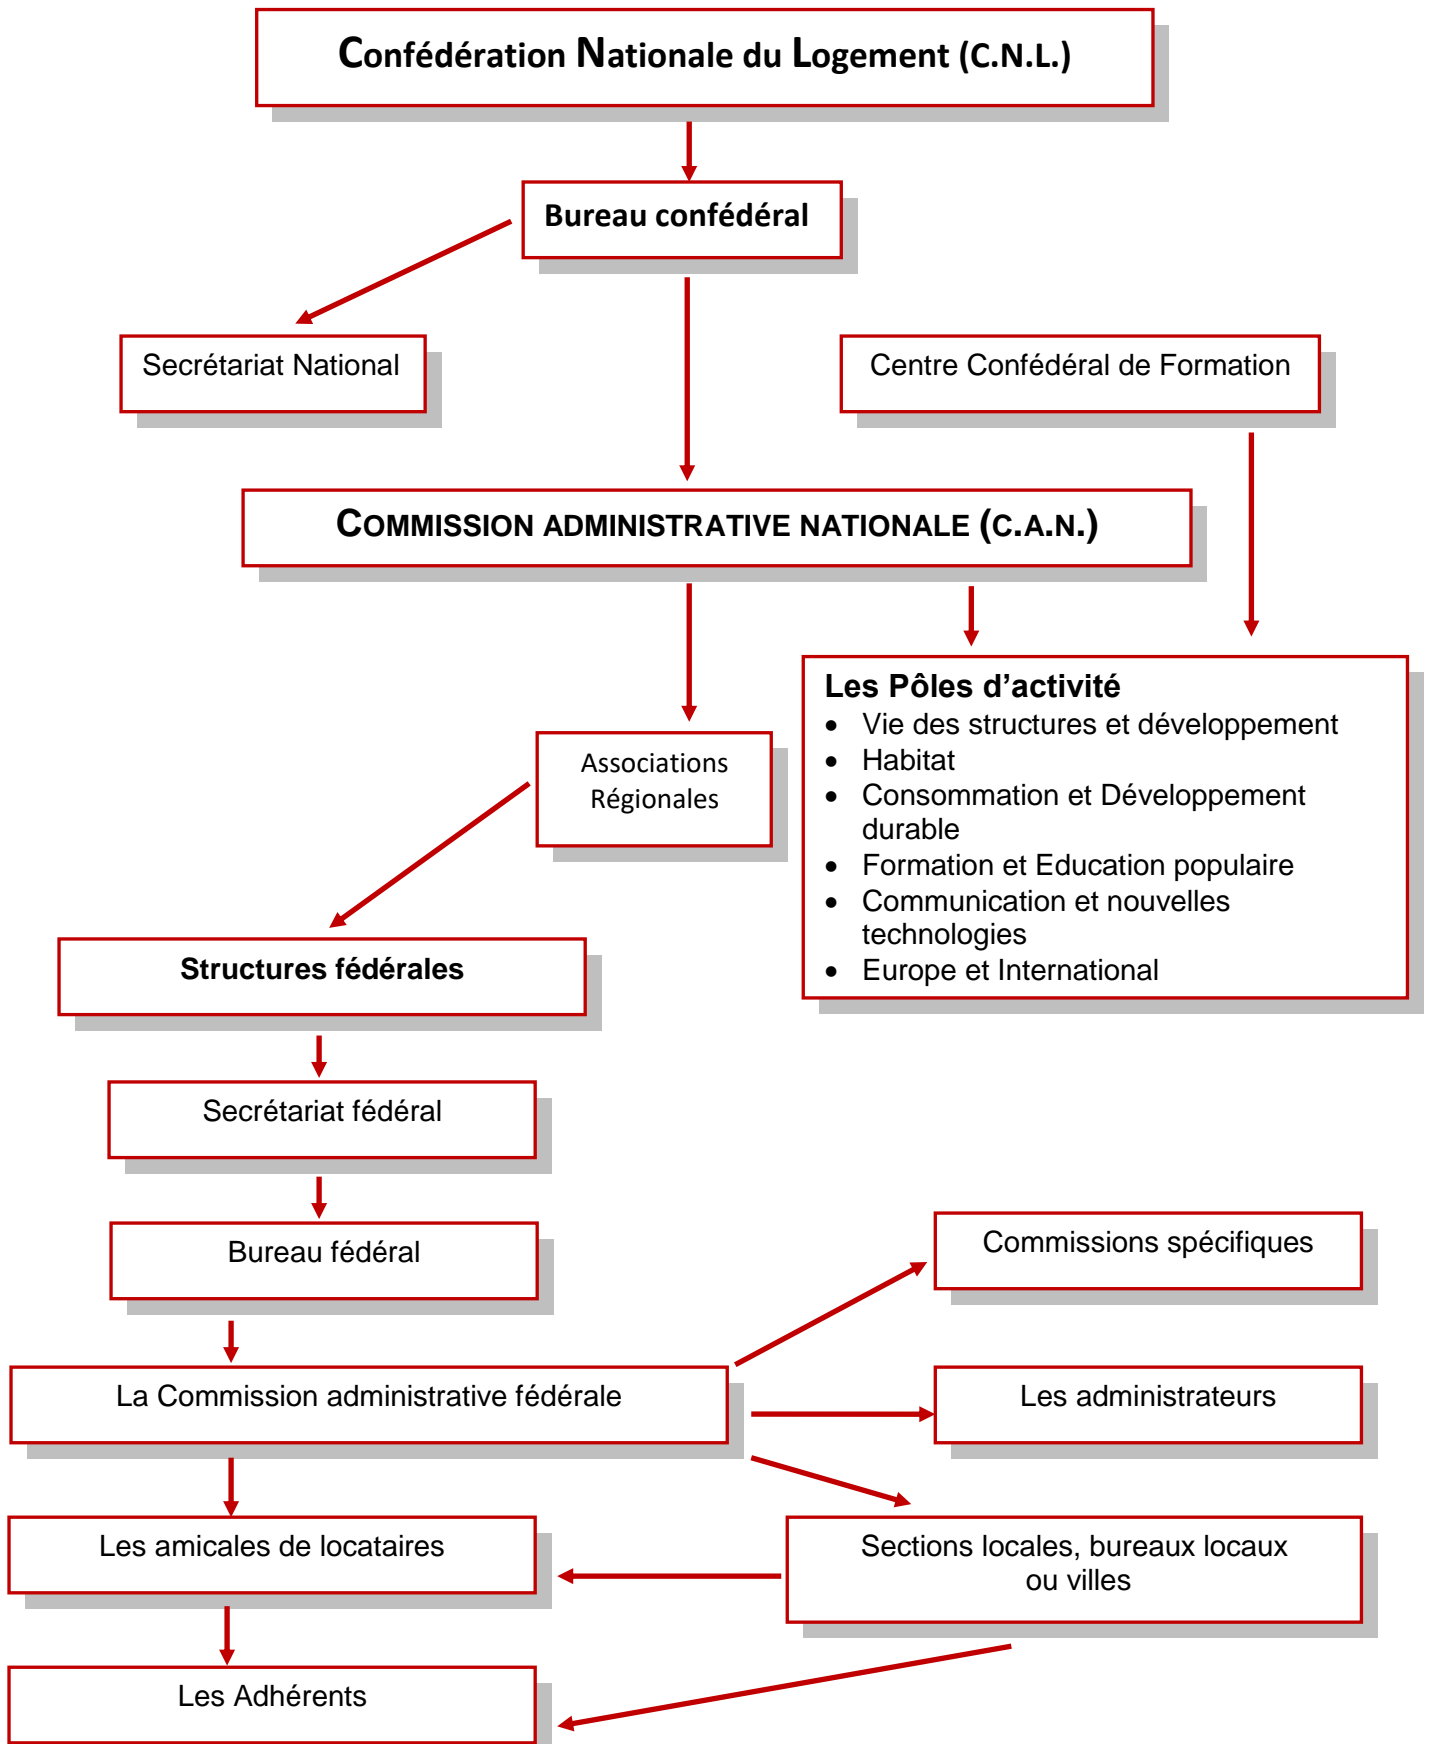 Confédération Nationale du Logement (C.N.L.)
Bureau confédéral
Secrétariat National
Centre Confédéral de Formation
COMMISSION ADMINISTRATIVE NATIONALE (C.A.N.)
Associations
Régionales
Les Pôles d’activité
• Vie des structures et développement
• Habitat
• Consommation et Développement
durable
• Formation et Education populaire
• Communication et nouvelles
technologies
• Europe et International
Structures fédérales
Secrétariat fédéral
Bureau fédéral
Commissions spécifiques
La Commission administrative fédérale
Les administrateurs
Les amicales de locataires
Sections locales, bureaux locaux
ou villes
Les Adhérents